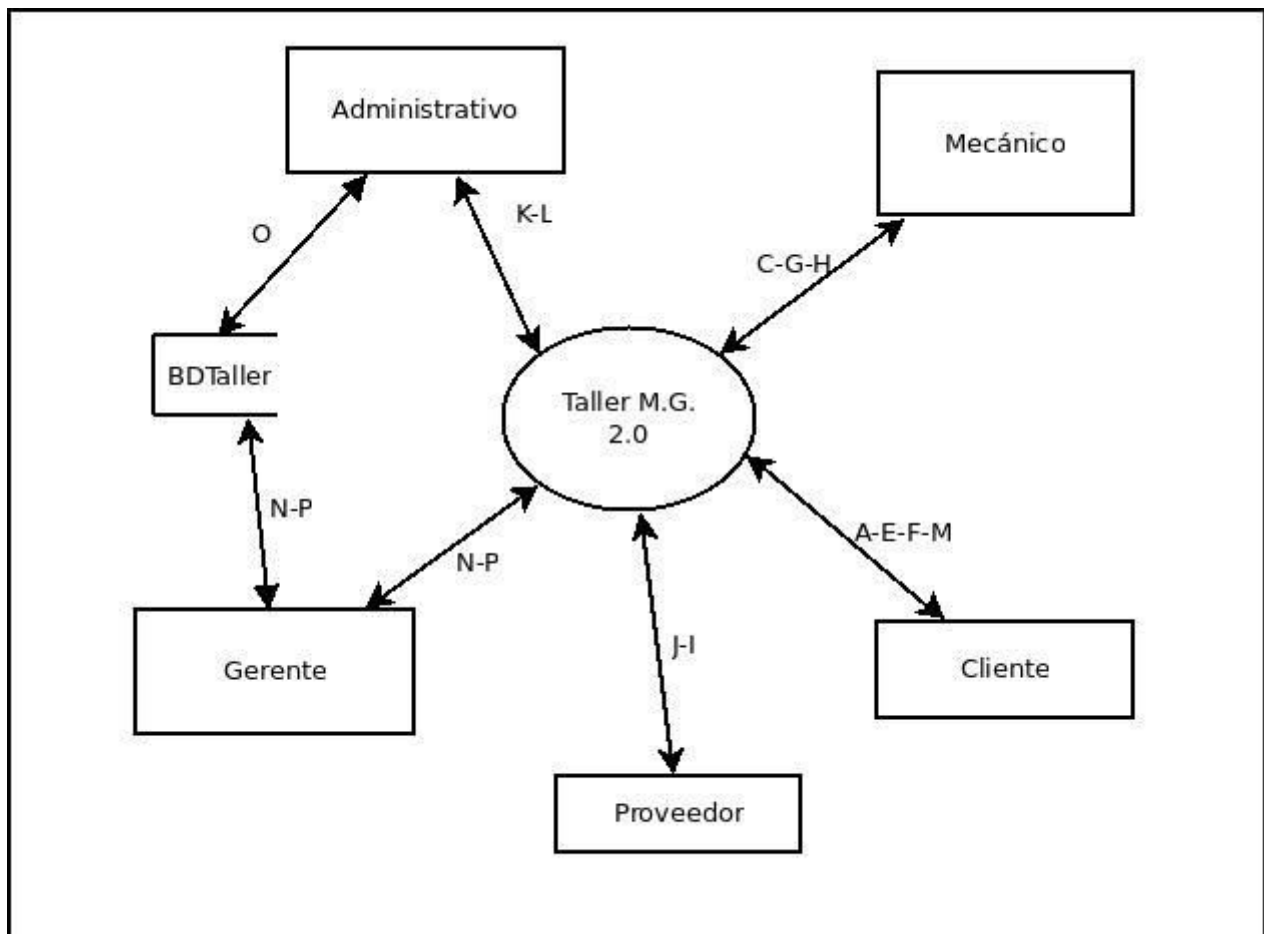 Administrativo
Mecánico
K-L
O
C-G-H
BDTaller
Taller M.G.
2.0
N-P
N-P
A-E-F-M
J-I
Gerente
Cliente
Proveedor